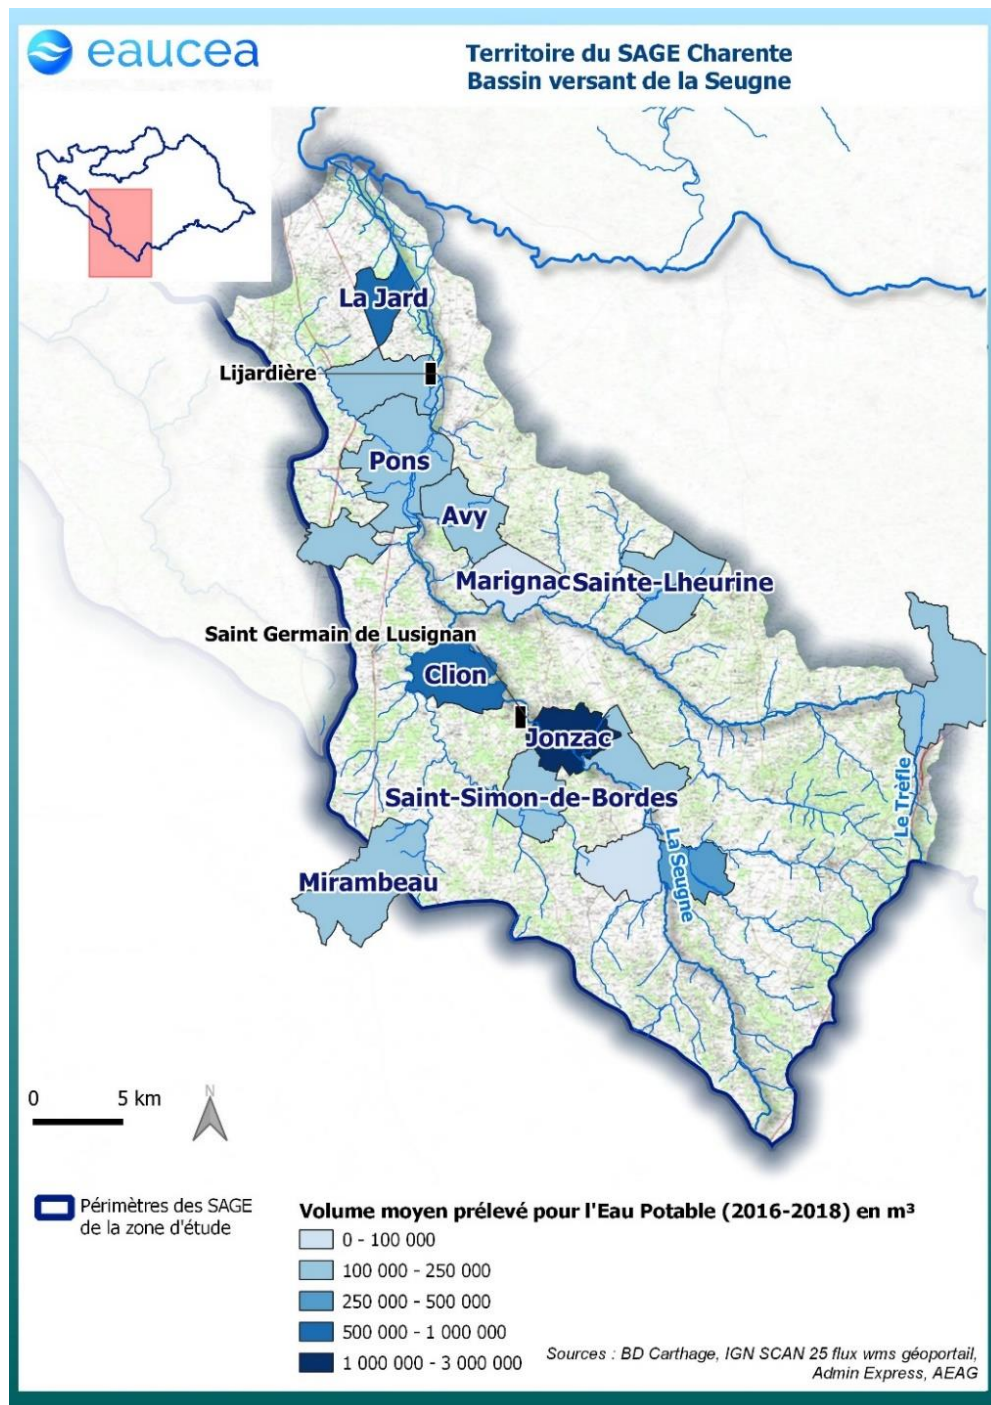 eaucea
Territoire du SAGE Charente
Bassin versant de la Seugne
La Jard
Lijardière
Pons
Avy
Marignac
Sainte-Lheurine
Saint Germain de Lusignan
Clion
Jonzac
Le Trèfle
Saint-Simon-de-Bordes
La Seugne
Mirambeau
0 5 km
N
Périmètres des SAGE
de la zone d'étude
Volume moyen prélevé pour l'Eau Potable (2016-2018) en m³
0 - 100 000
100 000 - 250 000
250 000 - 500 000
500 000 - 1 000 000
1 000 000 - 3 000 000
Sources : BD Carthage, IGN SCAN 25 flux wms géoportail,
Admin Express, AEAG